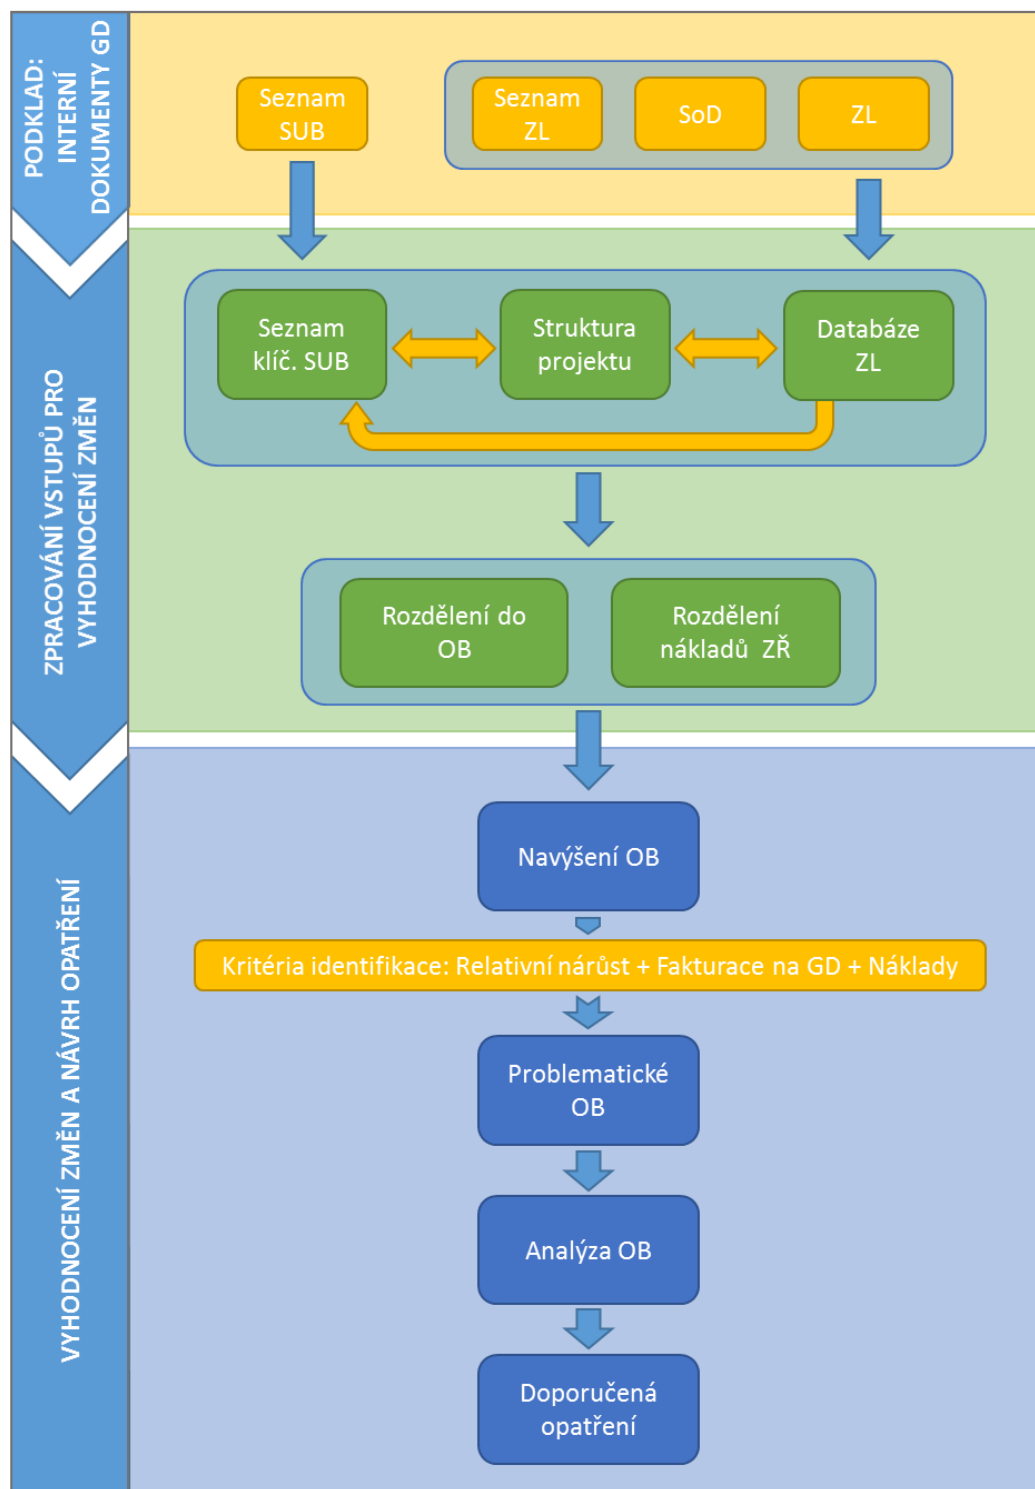 PODKLAD:
INTERNÍ
DOKUMENTY GD
Seznam
SUB
Seznam
ZL
SoD
ZL
ZPRACOVÁNÍ VSTUPŮ PRO
VYHODNOCENÍ ZMĚN
Seznam
klíč. SUB
Struktura
projektu
Databáze
ZL
Rozdělení do
OB
Rozdělení
nákladů ZŘ
VYHODNOCENÍ ZMĚN A NÁVRH OPATŘENÍ
Navýšení OB
Kritéria identifikace: Relativní nárůst + Fakturace na GD + Náklady
Problematické
OB
Analýza OB
Doporučená
opatření